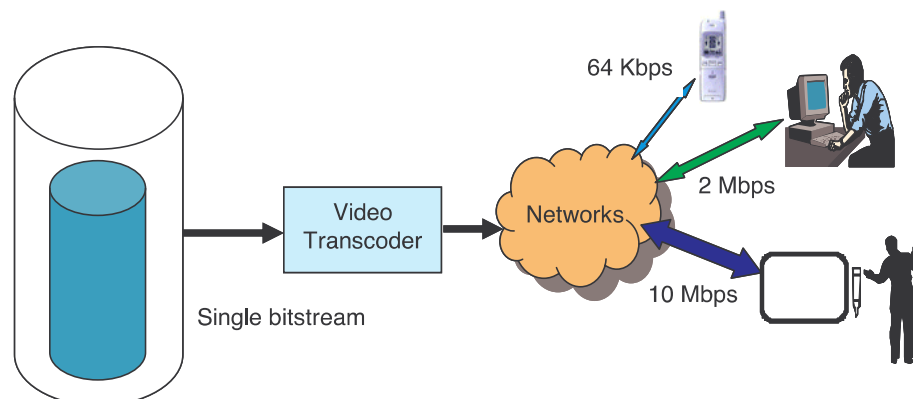 64 Kbps
2 Mbps
Video
Transcoder
Networks
10 Mbps
Single bitstream